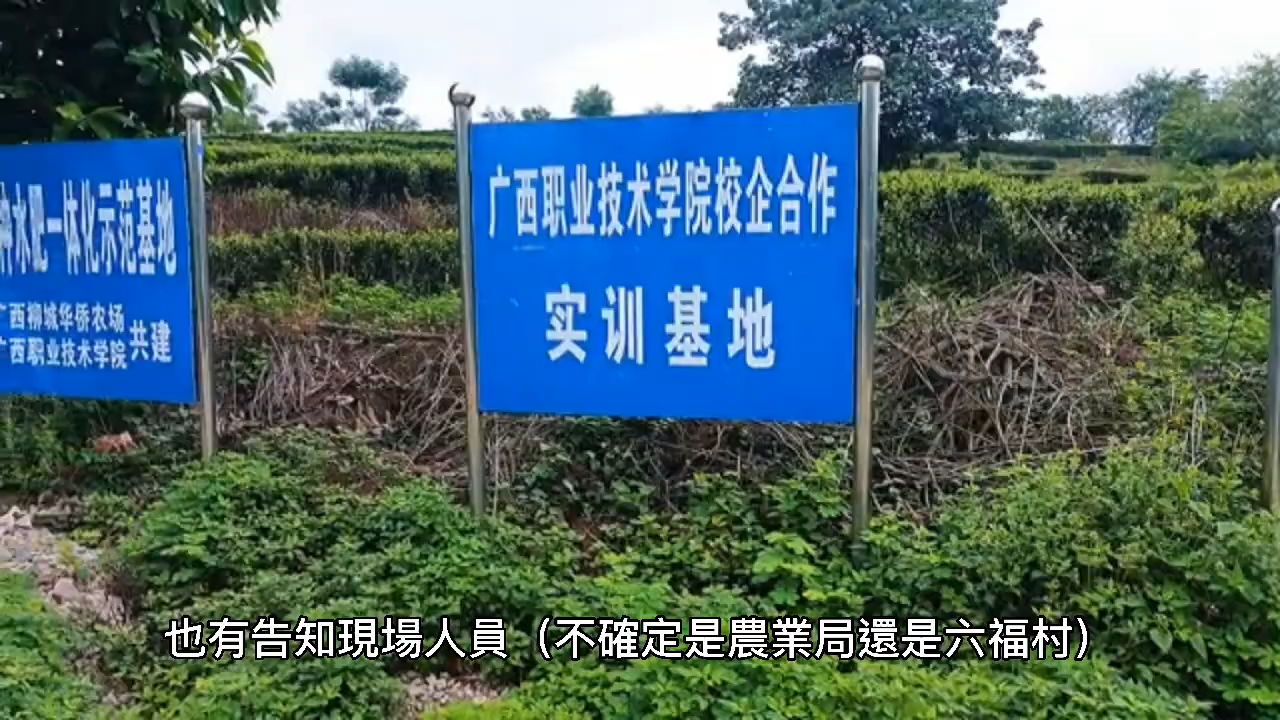 种水肥一体化示范基地
广西柳城华侨农场
广西职业技术学院
共建
广西职业技术学院校企合作
实训基地
也有告知現場人員（不確定是農業局還是六福村）